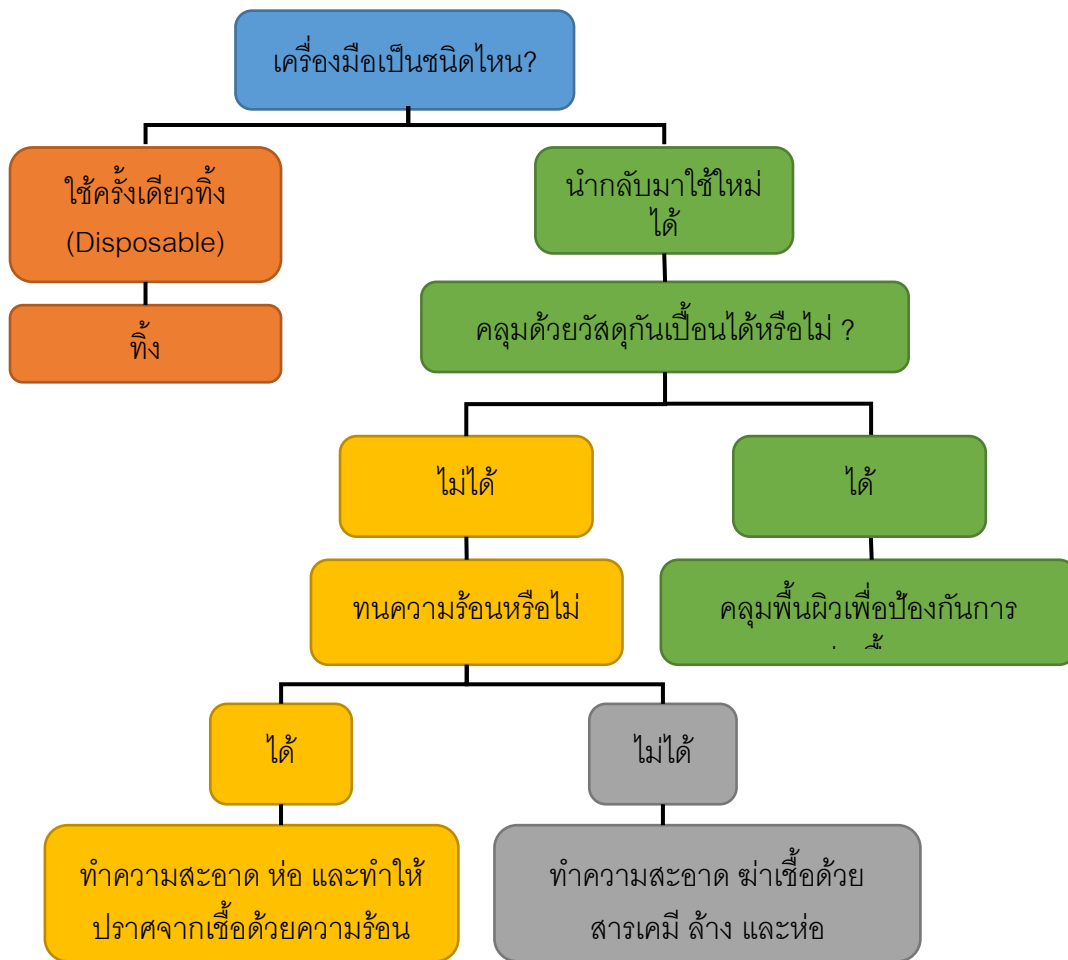 เครื่องมือเป็นชนิดไหน?
ใช้ครั้งเดียวทิ้ง
(Disposable)
นำกลับมาใช้ใหม่
ได้
ทิ้ง
คลุมด้วยวัสดุกันเปื้อนได้หรือไม่ ?
ไม่ได้
ได้
ทนความร้อนหรือไม่
คลุมพื้นผิวเพื่อป้องกันการ
ได้
ไม่ได้
ทำความสะอาด ห่อ และทำให้
ปราศจากเชื้อด้วยความร้อน
ทำความสะอาด ฆ่าเชื้อด้วย
สารเคมี ล้าง และห่อ